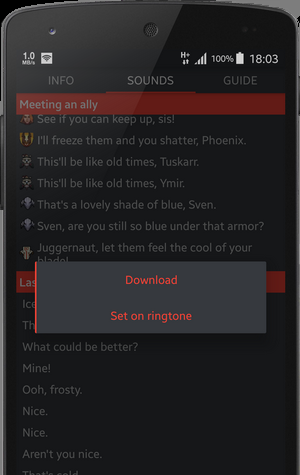 1.0
MB/s
H+
100%
18:03
INFO SOUNDS GUIDE
Meeting an ally
See if you can keep up, sis!
I'll freeze them and you shatter, Phoenix.
This'll be like old times, Tuskarr.
This'll be like old times, Ymir.
That's a lovely shade of blue, Sven.
Sven, are you still so blue under that armor?
Juggernaut, let them feel the cool of your
blade!
Download
Set on ringtone
Las
Ice
Th
What could be better?
Mine!
Ooh, frosty.
Nice.
Nice.
Aren't you nice.
That's cold.